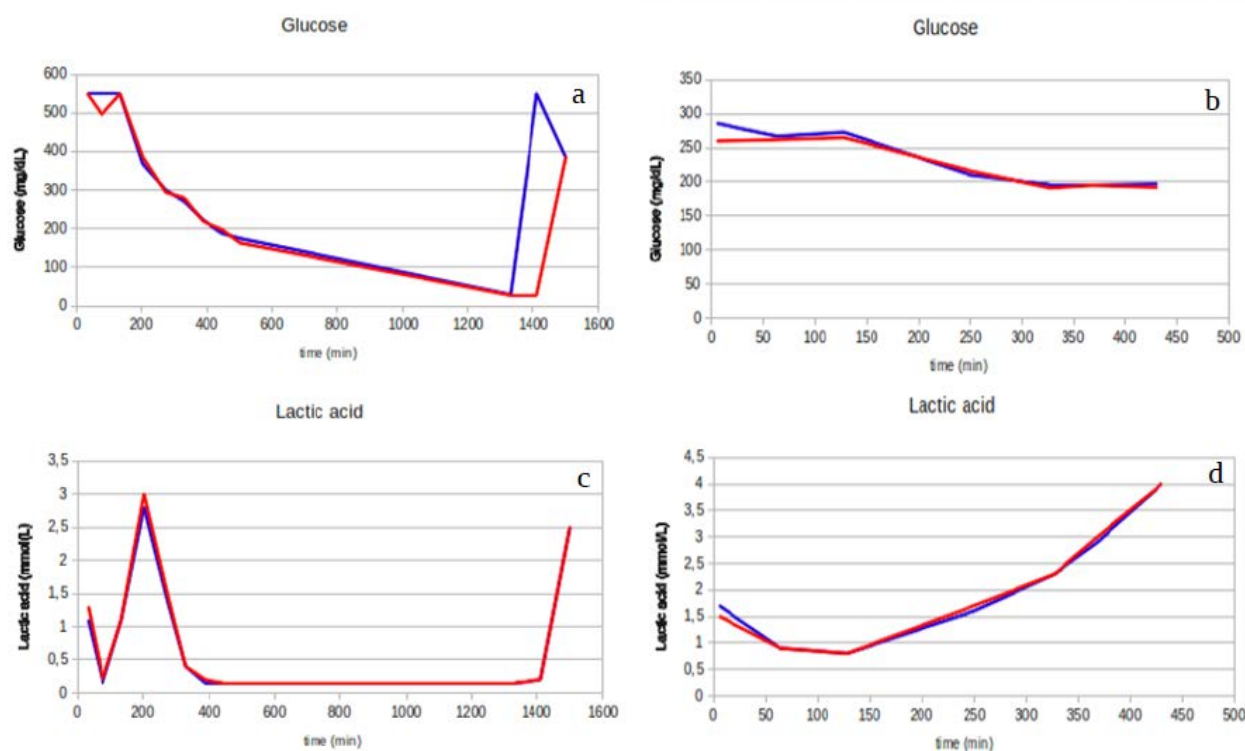 Glucose
a
600
500
400
300
200
100
0
Glucose (mg/dL)
0 200 400 600 800 1000 1200 1400 1600
time (min)
Glucose
b
350
300
250
200
150
100
50
0
Glucose (mg/dL)
0 50 100 150 200 250 300 350 400 450 500
time (min)
Lactic acid
c
3,5
3
2,5
2
1,5
1
0,5
0
Lactic acid (mmol(L)
0 200 400 600 800 1000 1200 1400 1600
time (min)
Lactic acid
d
4,5
4
3,5
3
2,5
2
1,5
1
0,5
0
Lactic acid (mmol/L)
0 50 100 150 200 250 300 350 400 450 500
time (min)